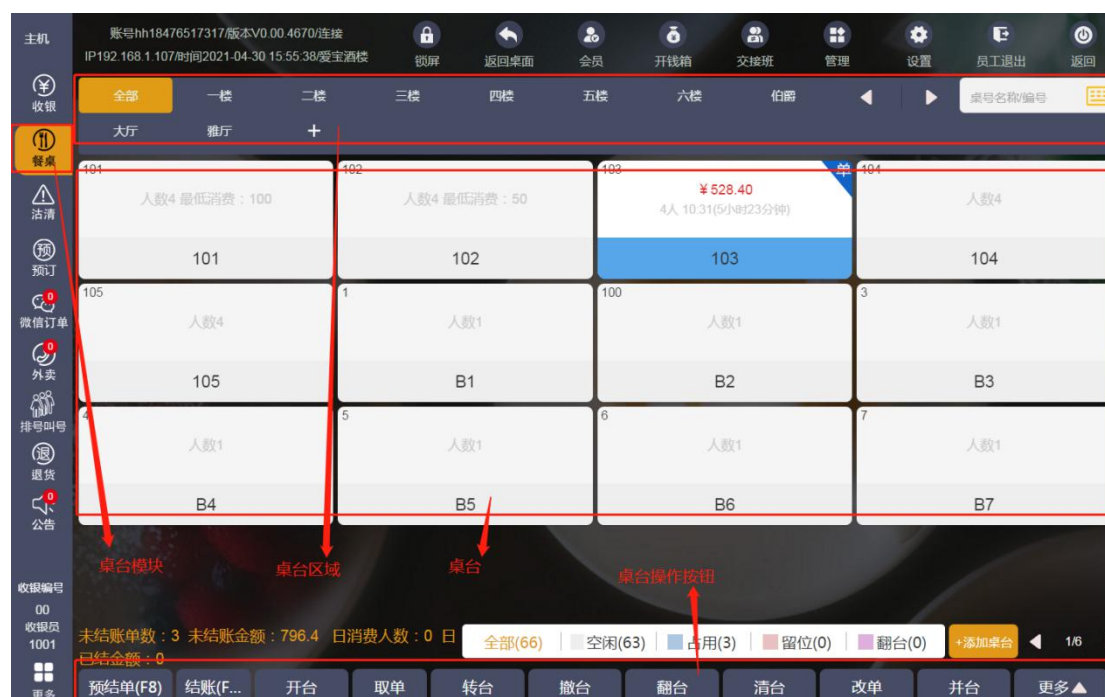 主机
账号hh18476517317/版本V0.00.4670/连接
IP192.168.1.107/时间2021-04-30 15:55:38/爱宝酒楼
锁屏
返回桌面
会员
开钱箱
交接班
管理
设置
员工退出
返回
收银
餐桌
沽清
预
预订
0
微信订单
0
外卖
排号叫号
退
退货
0
公告
全部 一楼 二楼 三楼 四楼 五楼 六楼 伯爵
桌号名称/编号
大厅 雅厅 +
101
人数4 最低消费：100
101
102
人数4 最低消费：50
102
103
单
¥528.40
4人 10:31(5小时23分钟)
103
104
人数4
104
105
人数4
105
1
人数1
B1
100
人数1
B2
3
人数1
B3
4
人数1
B4
5
人数1
B5
6
人数1
B6
7
人数1
B7
桌台模块
桌台区域
桌台
桌台操作按钮
收银编号
00
收银员
1001
更多
未结账单数：3 未结账金额：796.4 日消费人数：0 日
已结金额：0
全部(66) 空闲(63) 占用(3) 留位(0) 翻台(0)
+添加桌台
1/6
预结单(F8) 结账(F... 开台 取单 转台 撤台 翻台 清台 改单 并台 更多